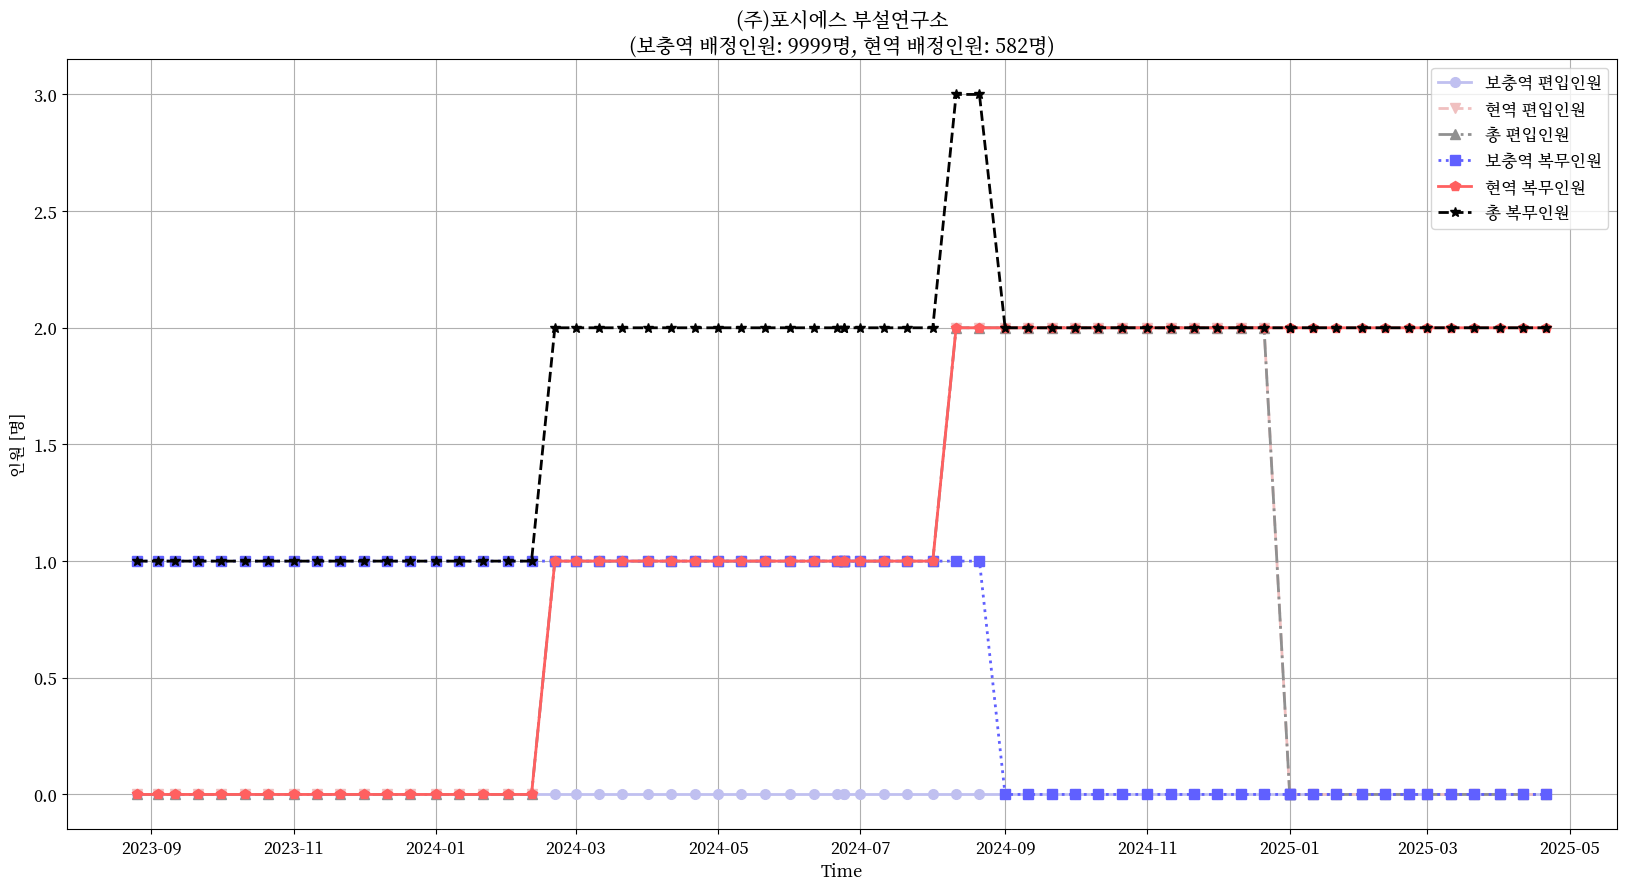 (주)포시에스 부설연구소
(보충역 배정인원: 9999명, 현역 배정인원: 582명)
보충역 편입인원
현역 편입인원
총 편입인원
보충역 복무인원
현역 복무인원
총 복무인원
인원 [명]
3.0
2.5
2.0
1.5
1.0
0.5
0.0
2023-09 2023-11 2024-01 2024-03 2024-05 2024-07 2024-09 2024-11 2025-01 2025-03 2025-05
Time